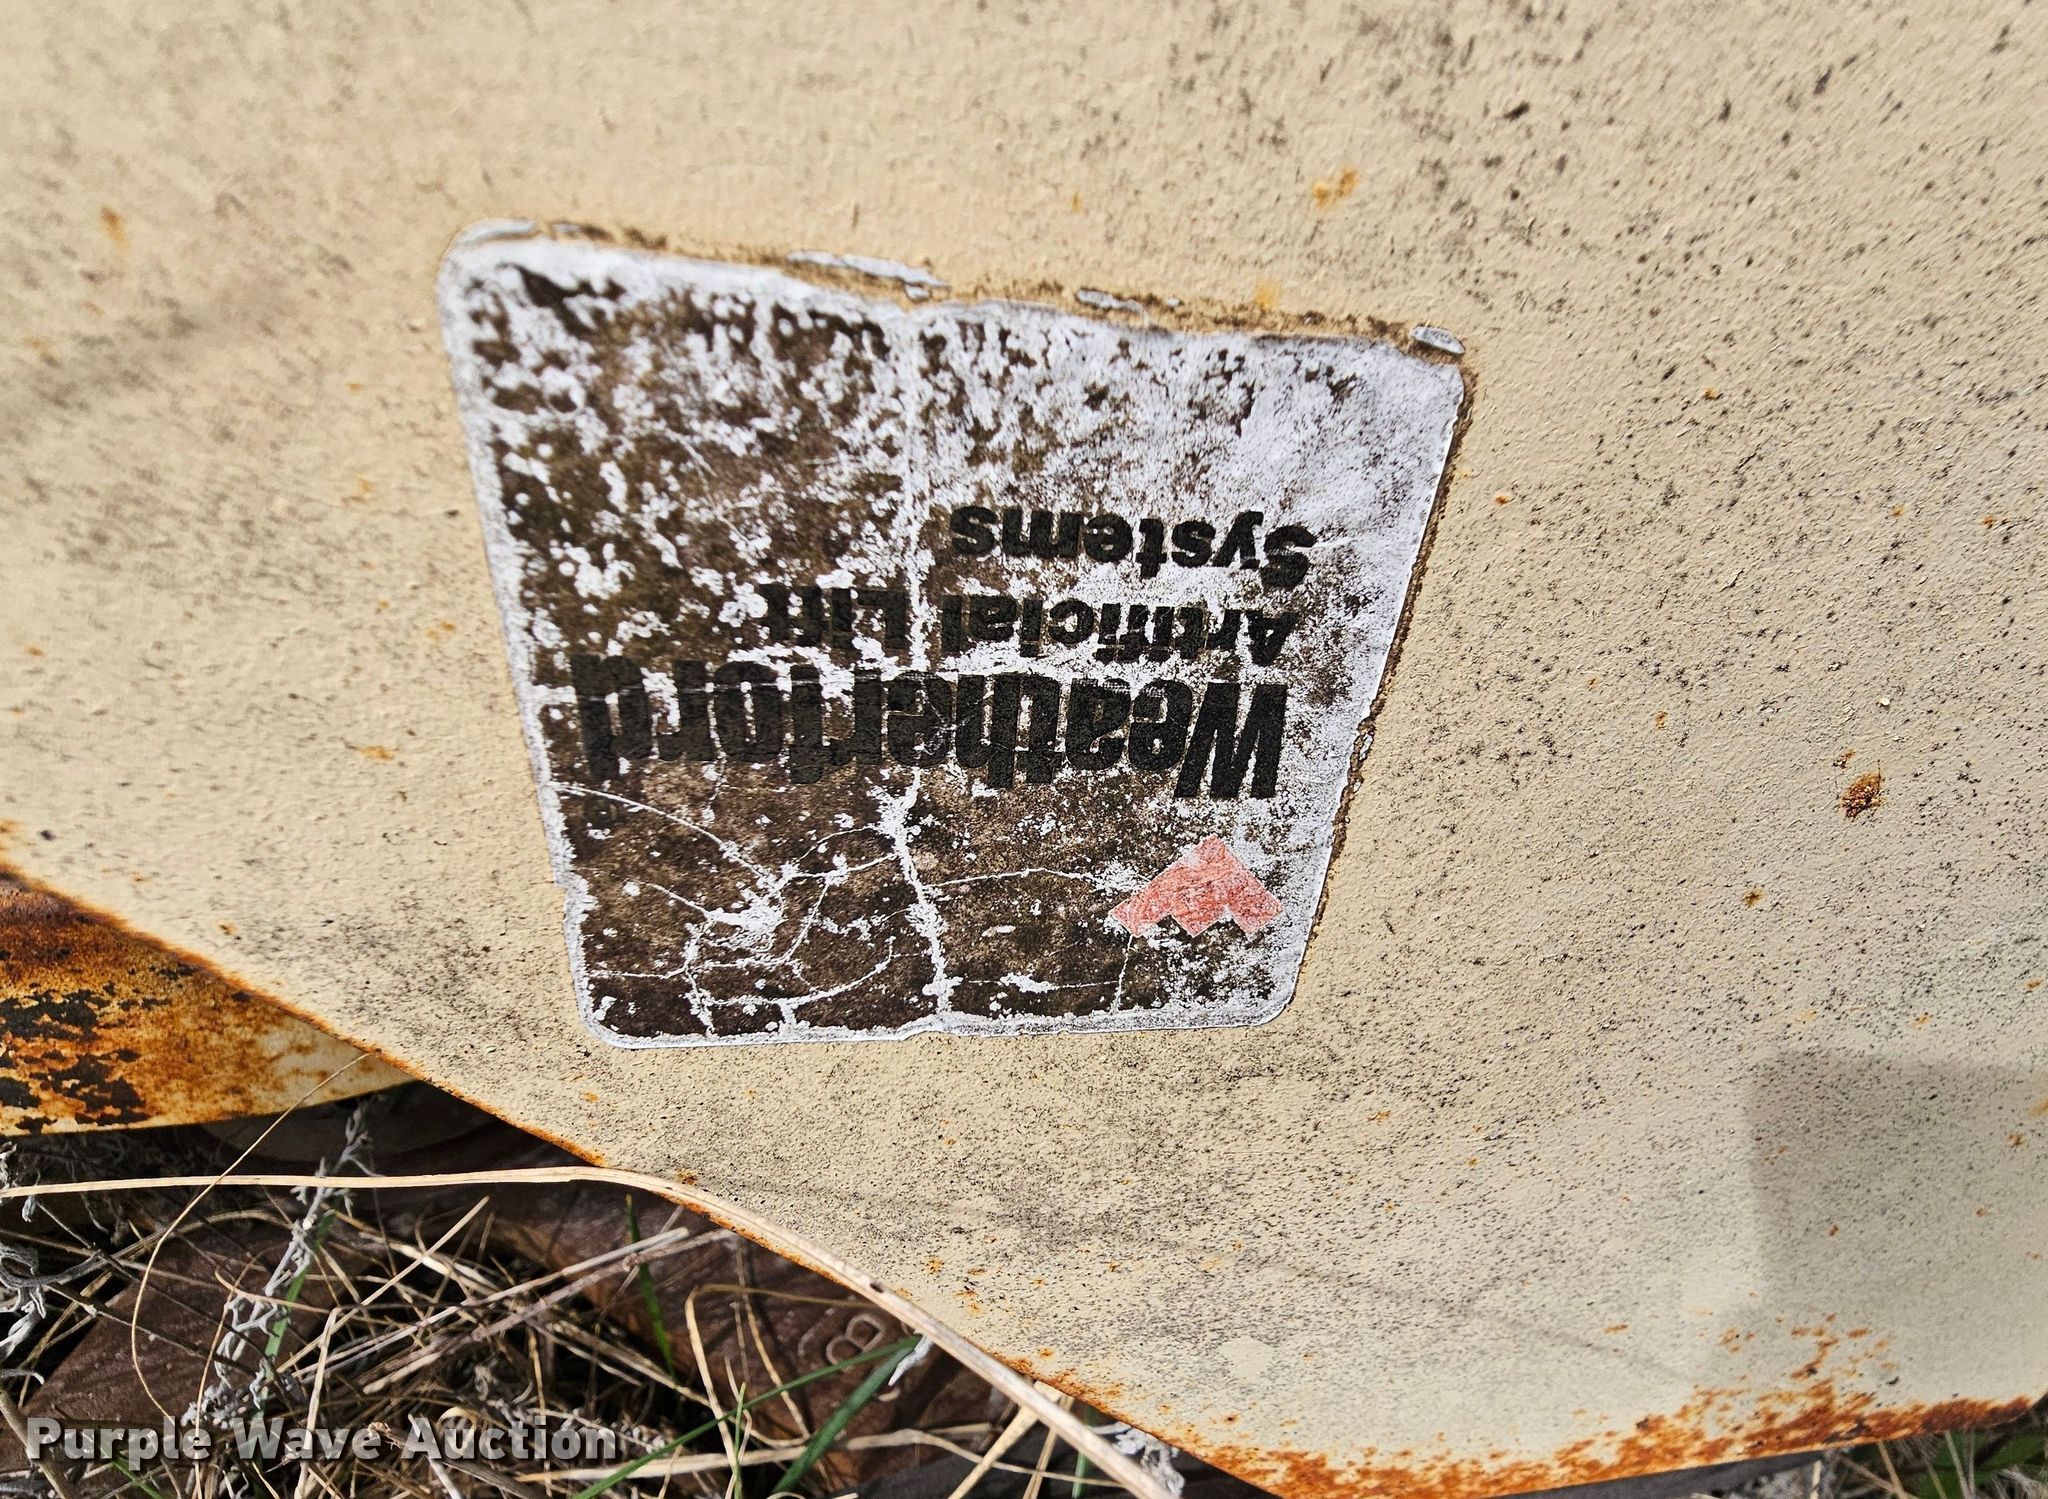 Weatherford
Artificial Lift
Systems
Purple Wave Auction